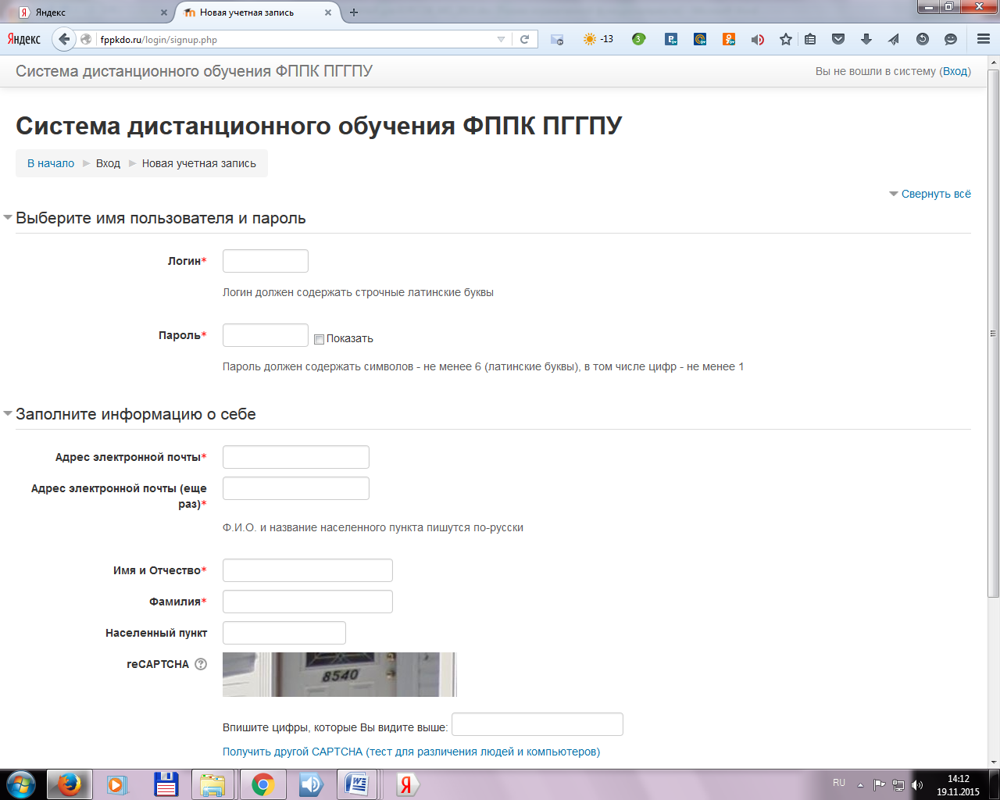 Яндекс
Новая учетная запись
Яндекс
fppkdo.ru/login/signup.php
-13
3
Система дистанционного обучения ФППК ПГГПУ
Вы не вошли в систему (Вход)
Система дистанционного обучения ФППК ПГГПУ
В начало Вход Новая учетная запись
Свернуть всё
Выберите имя пользователя и пароль
Логин*
Логин должен содержать строчные латинские буквы
Пароль* Показать
Пароль должен содержать символов - не менее 6 (латинские буквы), в том числе цифр - не менее 1
Заполните информацию о себе
Адрес электронной почты*
Адрес электронной почты (еще
раз)*
Ф.И.О. и название населенного пункта пишутся по-русски
Имя и Отчество*
Фамилия*
Населенный пункт
reCAPTCHA ?
8540
Впишите цифры, которые Вы видите выше:
Получить другой CAPTCHA (тест для различения людей и компьютеров)
RU
14:12
19.11.2015